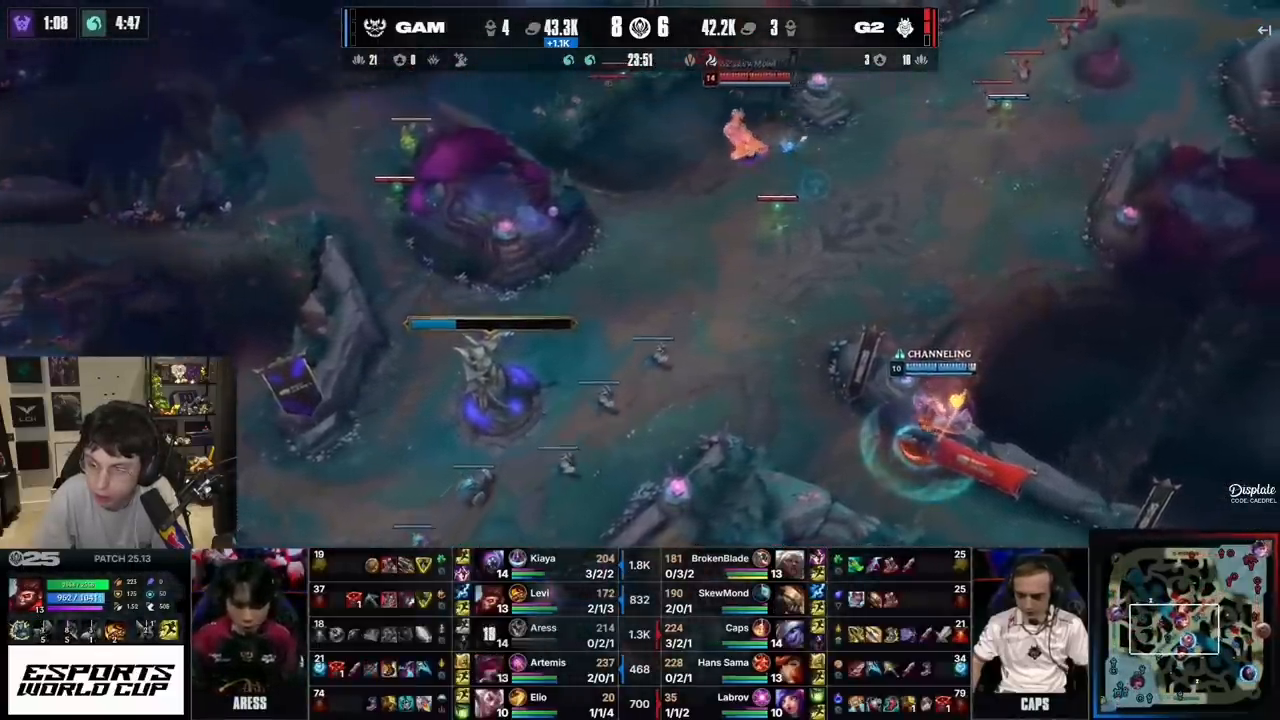 1:08
4:47
GAM
4
43.3K
+1.1K
8
6
42.2K
3
G2
21
0
23:51
3
18
14
CHANNELING
10
Displate
CODE: CAEDREL
25
PATCH 25.13
13
ESPORTS
WORLD CUP
ARESS
CAPS
19
14
Kiaya
204
3/2/2
1.8K
181
BrokenBlade
0/3/2
13
25
37
13
Levi
172
2/1/3
832
190
SkewMond
2/0/1
25
18
14
Aress
214
0/2/1
1.3K
224
Caps
3/2/1
14
21
21
13
Artemis
237
2/0/1
468
228
Hans Sama
2/0/1
13
34
74
10
Elio
20
1/1/4
700
35
Labrov
1/1/2
10
79